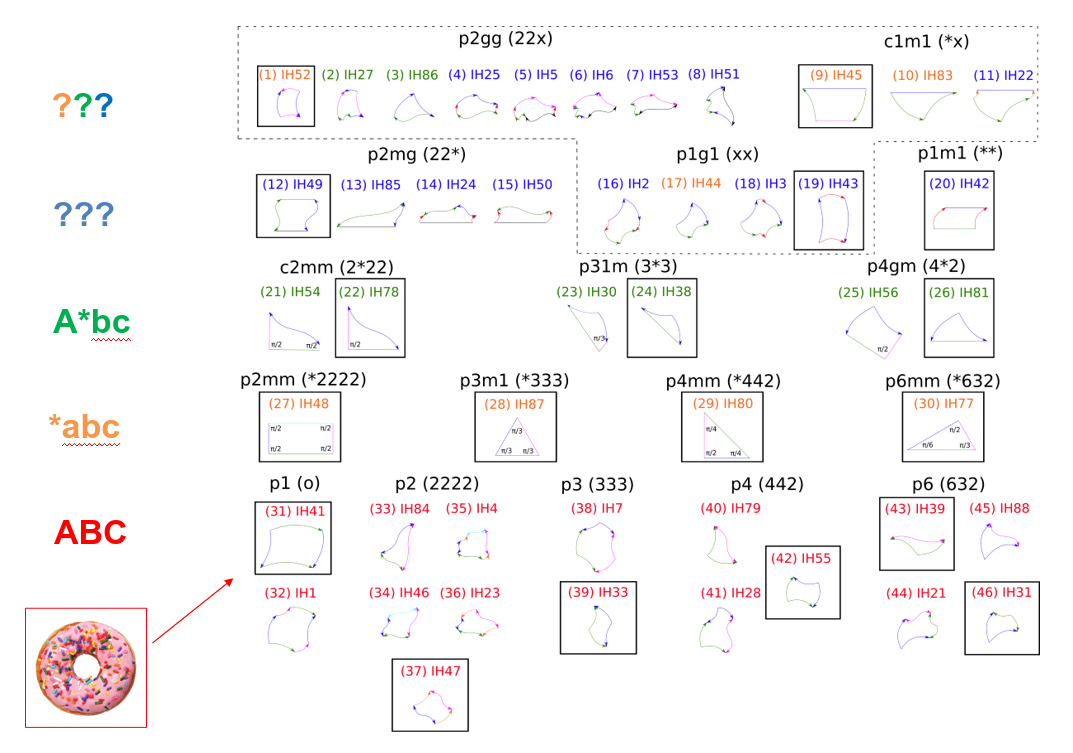 p2gg (22x) c1m1 (*x)
??? (1) IH52 (2) IH27 (3) IH86 (4) IH25 (5) IH5 (6) IH6 (7) IH53 (8) IH51 (9) IH45 (10) IH83 (11) IH22
p2mg (22*) p1g1 (xx) p1m1 (**)
??? (12) IH49 (13) IH85 (14) IH24 (15) IH50 (16) IH2 (17) IH44 (18) IH3 (19) IH43 (20) IH42
c2mm (2*22) p31m (3*3) p4gm (4*2)
A*bc (21) IH54 (22) IH78 (23) IH30 (24) IH38 (25) IH56 (26) IH81
π/2 π/2 π/2 π/3 π/2
p2mm (*2222) p3m1 (*333) p4mm (*442) p6mm (*632)
*abc (27) IH48 (28) IH87 (29) IH80 (30) IH77
π/2 π/2 π/3 π/4 π/2
π/2 π/2 π/3 π/3 π/2 π/4 π/6 π/3
p1 (o) p2 (2222) p3 (333) p4 (442) p6 (632)
ABC (31) IH41 (33) IH84 (35) IH4 (38) IH7 (40) IH79 (43) IH39 (45) IH88
(42) IH55
(32) IH1 (34) IH46 (36) IH23 (39) IH33 (41) IH28 (44) IH21 (46) IH31
(37) IH47